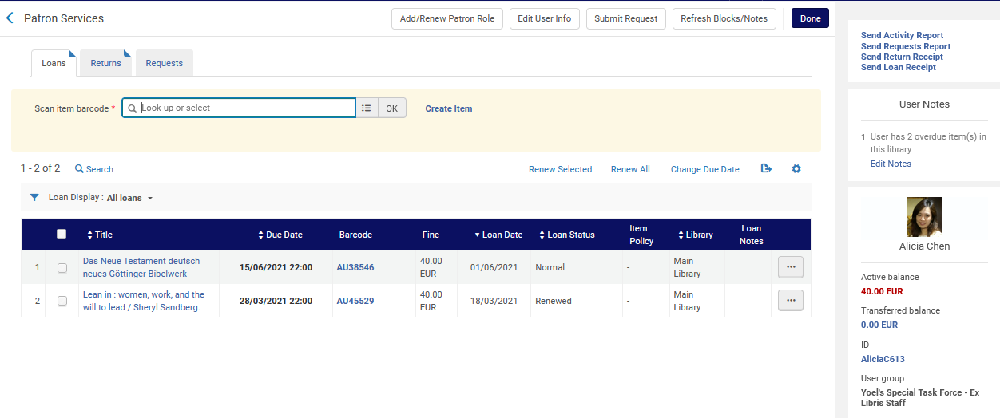 Patron Services
Add/Renew Patron Role
Edit User Info
Submit Request
Refresh Blocks/Notes
Done
Loans
Returns
Requests
Scan item barcode *
Look-up or select
OK
Create Item
1 - 2 of 2
Search
Renew Selected
Renew All
Change Due Date
Loan Display : All loans
Title
Due Date
Barcode
Fine
Loan Date
Loan Status
Item
Policy
Library
Loan
Notes
1
Das Neue Testament deutsch
neues Göttinger Bibelwerk
15/06/2021 22:00
AU38546
40.00
EUR
01/06/2021
Normal
-
Main
Library
•••
2
Lean in : women, work, and the
will to lead / Sheryl Sandberg.
28/03/2021 22:00
AU45529
40.00
EUR
18/03/2021
Renewed
-
Main
Library
•••
Send Activity Report
Send Requests Report
Send Return Receipt
Send Loan Receipt
User Notes
1. User has 2 overdue item(s) in
this library
Edit Notes
Alicia Chen
Active balance
40.00 EUR
Transferred balance
0.00 EUR
ID
AliciaC613
User group
Yoel's Special Task Force - Ex
Libris Staff